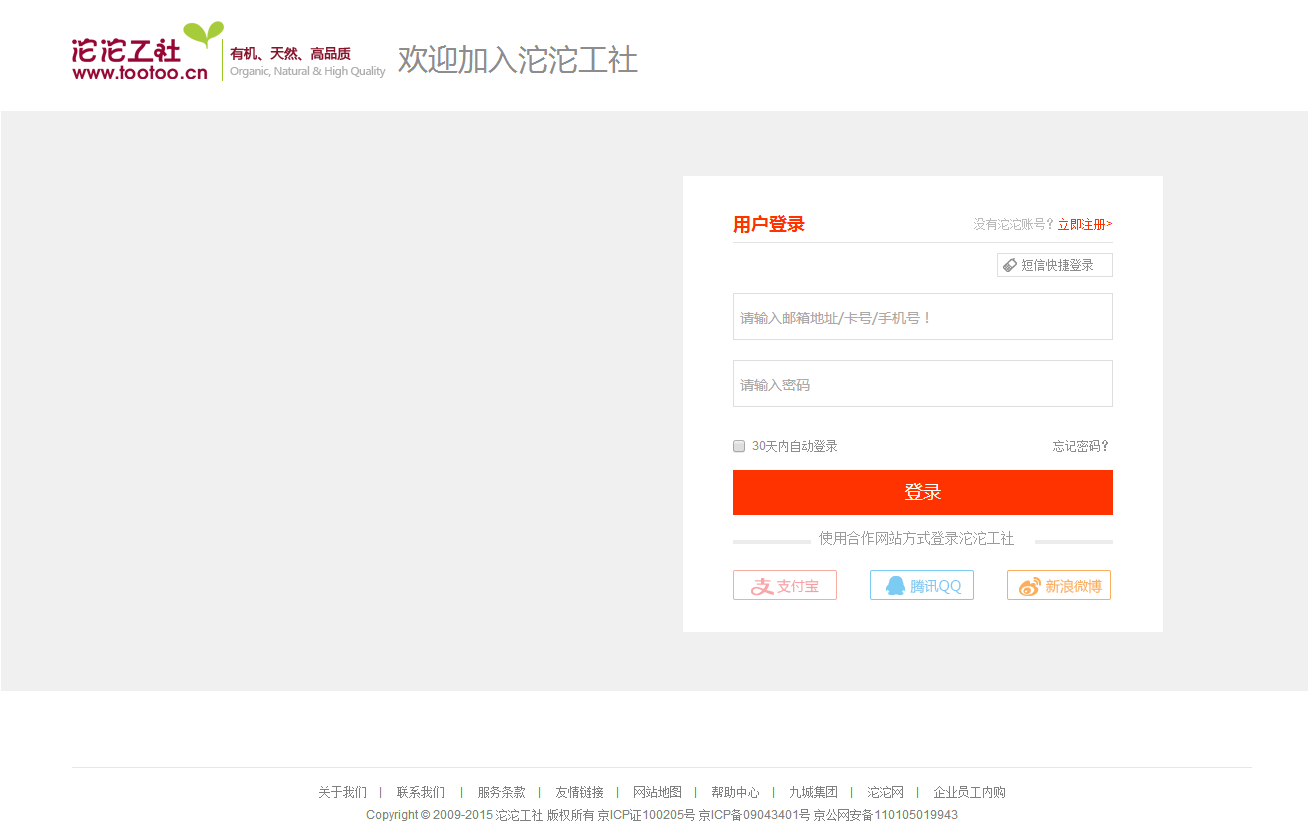 沱沱工社
www.tootoo.cn
有机、天然、高品质
Organic, Natural & High Quality
欢迎加入沱沱工社
用户登录 没有沱沱账号？立即注册>
短信快捷登录
请输入邮箱地址/卡号/手机号！
请输入密码
30天内自动登录 忘记密码？
登录
使用合作网站方式登录沱沱工社
支付宝 腾讯QQ 新浪微博
关于我们 | 联系我们 | 服务条款 | 友情链接 | 网站地图 | 帮助中心 | 九城集团 | 沱沱网 | 企业员工内购
Copyright © 2009-2015 沱沱工社 版权所有 京ICP证100205号 京ICP备09043401号 京公网安备110105019943